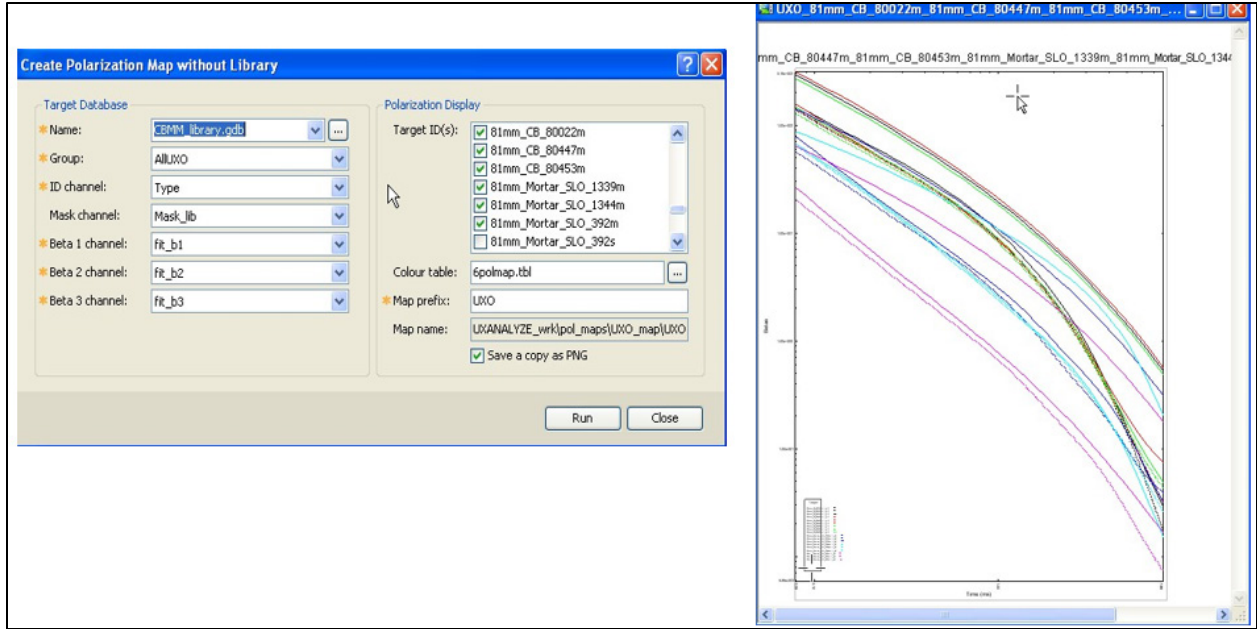 Create Polarization Map without Library
Target Database
*Name: CBMM_library.gdb ...
*Group: AllUXO
*ID channel: Type
Mask channel: Mask_lib
*Beta 1 channel: fit_b1
*Beta 2 channel: fit_b2
*Beta 3 channel: fit_b3
Polarization Display
Target ID(s):
81mm_CB_80022m
81mm_CB_80447m
81mm_CB_80453m
81mm_Mortar_SLO_1339m
81mm_Mortar_SLO_1344m
81mm_Mortar_SLO_392m
81mm_Mortar_SLO_392s
Colour table: 6polmap.tbl ...
*Map prefix: UXO
Map name: UXANALYZE_wrk\pol_maps\UXO_map\UXO
Save a copy as PNG
Run Close
UXO_81mm_CB_80022m_81mm_CB_80447m_81mm_CB_80453m_...
mm_CB_80447m_81mm_CB_80453m_81mm_Mortar_SLO_1339m_81mm_Mortar_SLO_134
Time (ms)